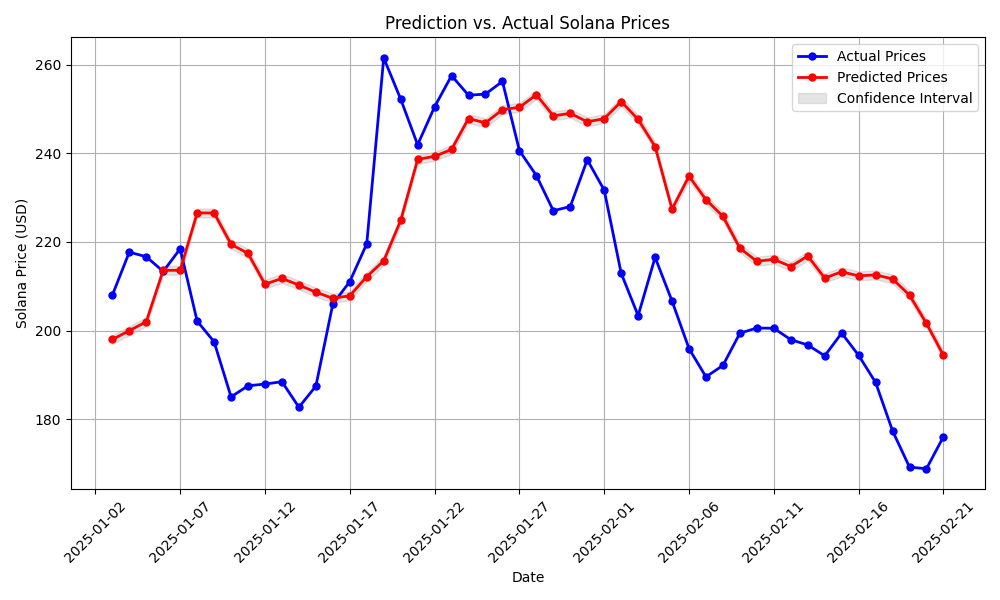 Prediction vs. Actual Solana Prices
Actual Prices
Predicted Prices
Confidence Interval
Solana Price (USD)
260
240
220
200
180
2025-01-02
2025-01-07
2025-01-12
2025-01-17
2025-01-22
2025-01-27
2025-02-01
2025-02-06
2025-02-11
2025-02-16
2025-02-21
Date